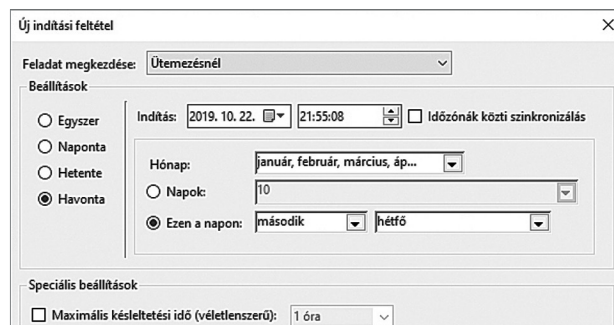 Új indítási feltétel
Feladat megkezdése: Ütemezésnél
Beállítások
Egyszer
Naponta
Hetente
Havonta
Indítás: 2019. 10. 22. 21:55:08 Időzónák közti szinkronizálás
Hónap: január, február, március, áp...
Napok: 10
Ezen a napon: második hétfő
Speciális beállítások
Maximális késleltetési idő (véletlenszerű): 1 óra